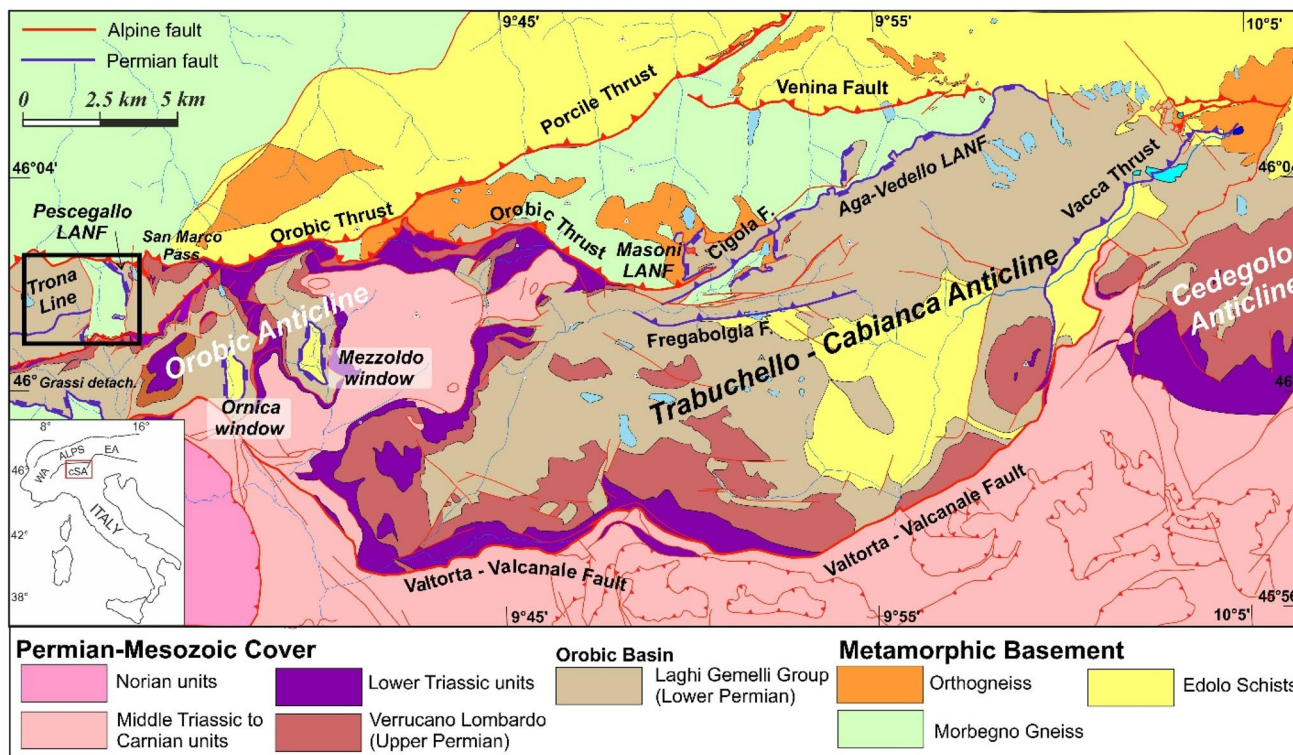 9°45'
9°55'
10°5'
Alpine fault
Permian fault
0 2.5 km 5 km
Porcile Thrust
Venina Fault
46°04'
46°04'
Aga-Vedello LANF
Vacca Thrust
Pescegallo
LANF
San Marco
Pass
Orobic Thrust
Orobic Thrust
Masoni
LANF
Cigola F.
Trona
Line
Orobic Anticline
Trabuchello - Cabianca Anticline
Cedegolo
Anticline
Fregabolgia F.
Mezzoldo
window
46°
46°
Grassi detach.
Ornica
window
8° 16°
ALPS
EA
WA
cSA
46°
ITALY
42°
38°
Valtorta - Valcanale Fault
Valtorta - Valcanale Fault
9°45'
9°55'
10°5'
45°56'
Permian-Mesozoic Cover
Norian units
Middle Triassic to
Carnian units
Lower Triassic units
Verrucano Lombardo
(Upper Permian)
Orobic Basin
Laghi Gemelli Group
(Lower Permian)
Metamorphic Basement
Orthogneiss
Edolo Schists
Morbegno Gneiss